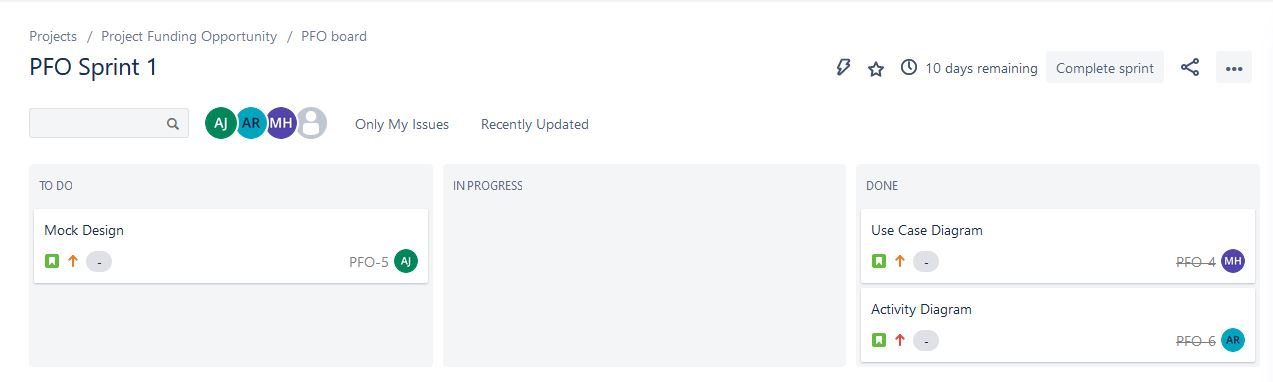 Projects / Project Funding Opportunity / PFO board
PFO Sprint 1
10 days remaining Complete sprint
AJ AR MH Only My Issues Recently Updated
TO DO
Mock Design
- PFO-5 AJ
IN PROGRESS
DONE
Use Case Diagram
- PFO-4 MH
Activity Diagram
- PFO-6 AR